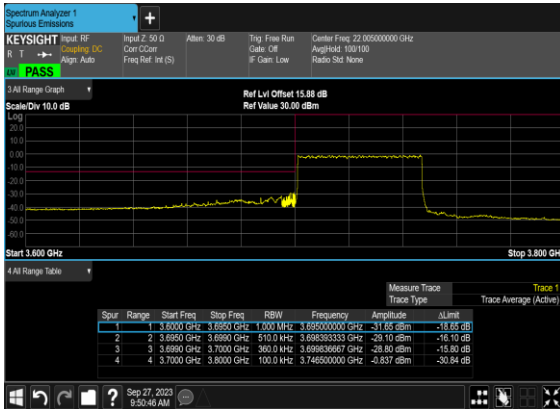 Spectrum Analyzer 1
Spurious Emissions
+
KEYSIGHT Input: RF Input Z: 50 Ω Atten: 30 dB Trig: Free Run Center Freq: 22.005000000 GHz
R T Coupling: DC Corr CCorr Gate: Off Avg|Hold: 100/100
Align: Auto Freq Ref: Int (S) IF Gain: Low Radio Std: None
PASS
3 All Range Graph
Ref Lvl Offset 15.88 dB
Scale/Div 10.0 dB Ref Value 30.00 dBm
Log
20.0
10.0
0.00
-10.0
-20.0
-30.0
-40.0
-50.0
-60.0
Start 3.600 GHz Stop 3.800 GH
4 All Range Table
Measure Trace Trace 1
Trace Type Trace Average (Active)
Spur Range Start Freq Stop Freq RBW Frequency Amplitude ΔLimit
1 1 3.6000 GHz 3.6950 GHz 1.000 MHz 3.695000000 GHz -31.65 dBm -18.65 dB
2 2 3.6950 GHz 3.6990 GHz 510.0 kHz 3.698393333 GHz -29.10 dBm -16.10 dB
3 3 3.6990 GHz 3.7000 GHz 360.0 kHz 3.699836667 GHz -28.80 dBm -15.80 dB
4 4 3.7000 GHz 3.8000 GHz 100.0 kHz 3.746500000 GHz -0.837 dBm -30.84 dB
? Sep 27, 2023
9:50:46 AM